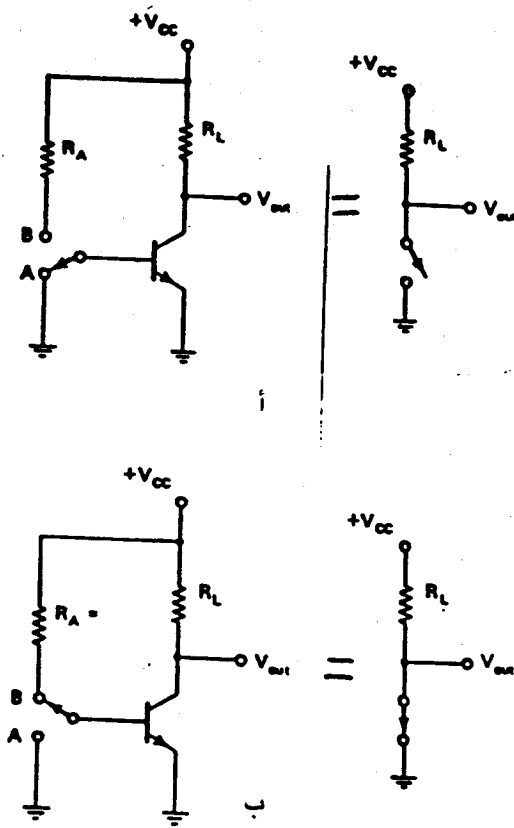 +Vcc
+Vcc
RL
RL
RA
Vout
=
Vout
B
A
i
+Vcc
+Vcc
RL
RL
RA =
Vout
=
Vout
B
A